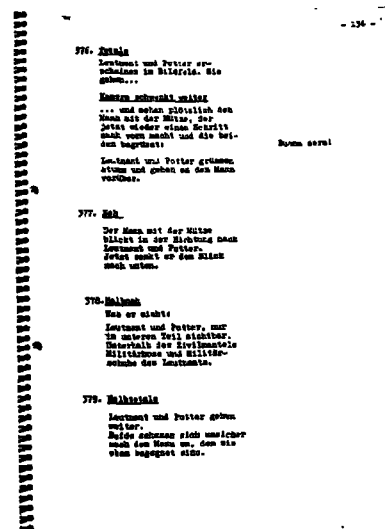 - 134 -
376. Totale
Leutnant und Potter er-
scheinen im Bildfeld. Sie
gehen...
Kamera schwenkt weiter
... und sehen plötzlich den
Mann mit der Mütze, der
jetzt wieder einen Schritt
nach vorn macht und die bei-
den begrüsst:
Buona sera!
Leutnant und Potter grüssen
stumm und gehen an dem Mann
vorüber.
377. Nah
Der Mann mit der Mütze
blickt in der Richtung nach
Leutnant und Potter.
Jetzt senkt er den Blick
nach unten.
378. Halbnah
Was er sieht:
Leutnant und Potter, nur
im unteren Teil sichtbar.
Unterhalb des Zivilmantels
Militärhose und Militär-
schuhe des Leutnants.
379. Halbtotale
Leutnant und Potter gehen
weiter.
Beide schauen sich unsicher
nach dem Mann um, dem sie
eben begegnet sind.